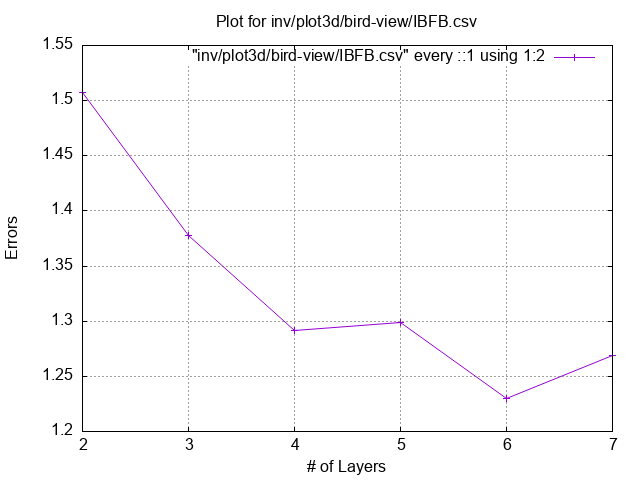 Plot for inv/plot3d/bird-view/IBFB.csv
"inv/plot3d/bird-view/IBFB.csv" every ::1 using 1:2
1.55
1.5
1.45
1.4
1.35
1.3
1.25
1.2
Errors
2 3 4 5 6 7
# of Layers